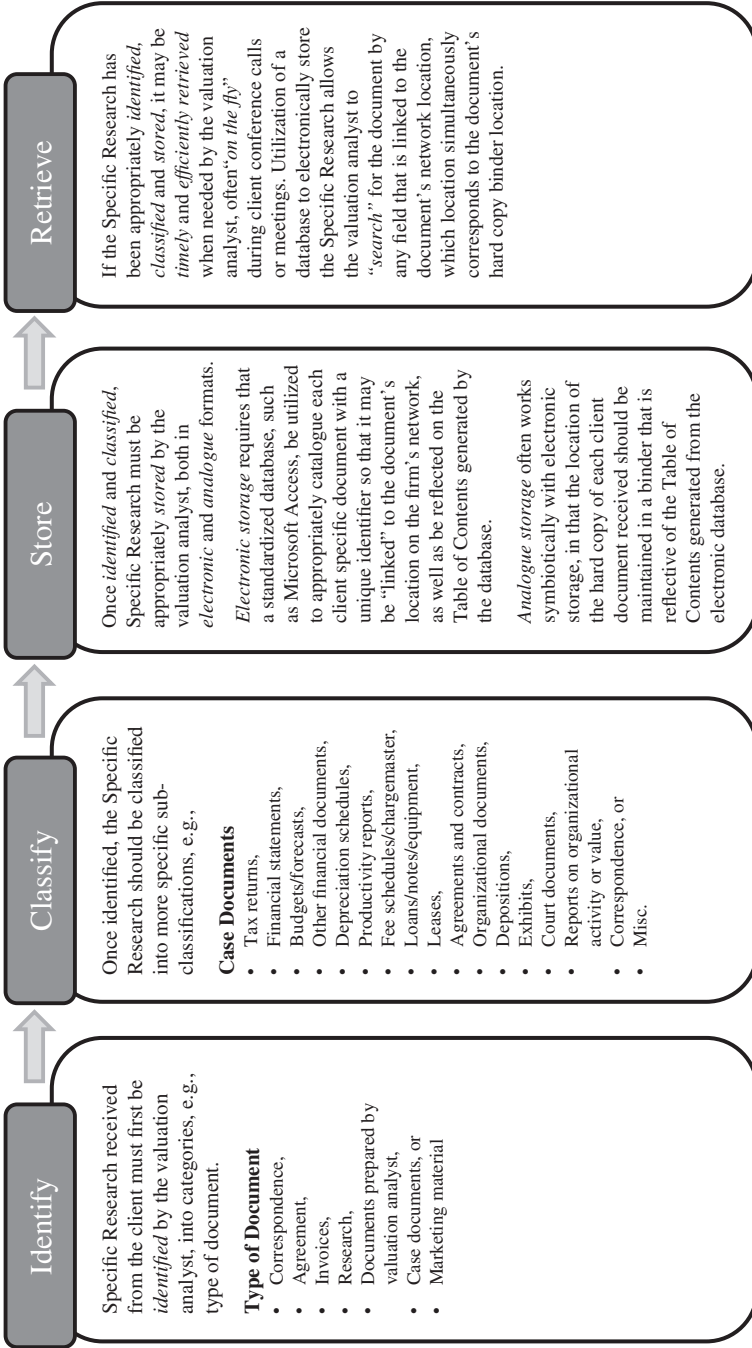 Identify
Specific Research received
from the client must first be
identified by the valuation
analyst, into categories, e.g.,
type of document.
Type of Document
• Correspondence,
• Agreement,
• Invoices,
• Research,
• Documents prepared by
valuation analyst,
• Case documents, or
• Marketing material
Classify
Once identified, the Specific
Research should be classified
into more specific sub-
classifications, e.g.,
Case Documents
• Tax returns,
• Financial statements,
• Budgets/forecasts,
• Other financial documents,
• Depreciation schedules,
• Productivity reports,
• Fee schedules/chargemaster,
• Loans/notes/equipment,
• Leases,
• Agreements and contracts,
• Organizational documents,
• Depositions,
• Exhibits,
• Court documents,
• Reports on organizational
activity or value,
• Correspondence, or
• Misc.
Store
Once identified and classified,
Specific Research must be
appropriately stored by the
valuation analyst, both in
electronic and analogue formats.
Electronic storage requires that
a standardized database, such
as Microsoft Access, be utilized
to appropriately catalogue each
client specific document with a
unique identifier so that it may
be “linked” to the document’s
location on the firm’s network,
as well as be reflected on the
Table of Contents generated by
the database.
Analogue storage often works
symbiotically with electronic
storage, in that the location of
the hard copy of each client
document received should be
maintained in a binder that is
reflective of the Table of
Contents generated from the
electronic database.
Retrieve
If the Specific Research has
been appropriately identified,
classified and stored, it may be
timely and efficiently retrieved
when needed by the valuation
analyst, often“on the fly”
during client conference calls
or meetings. Utilization of a
database to electronically store
the Specific Research allows
the valuation analyst to
“search” for the document by
any field that is linked to the
document’s network location,
which location simultaneously
corresponds to the document’s
hard copy binder location.